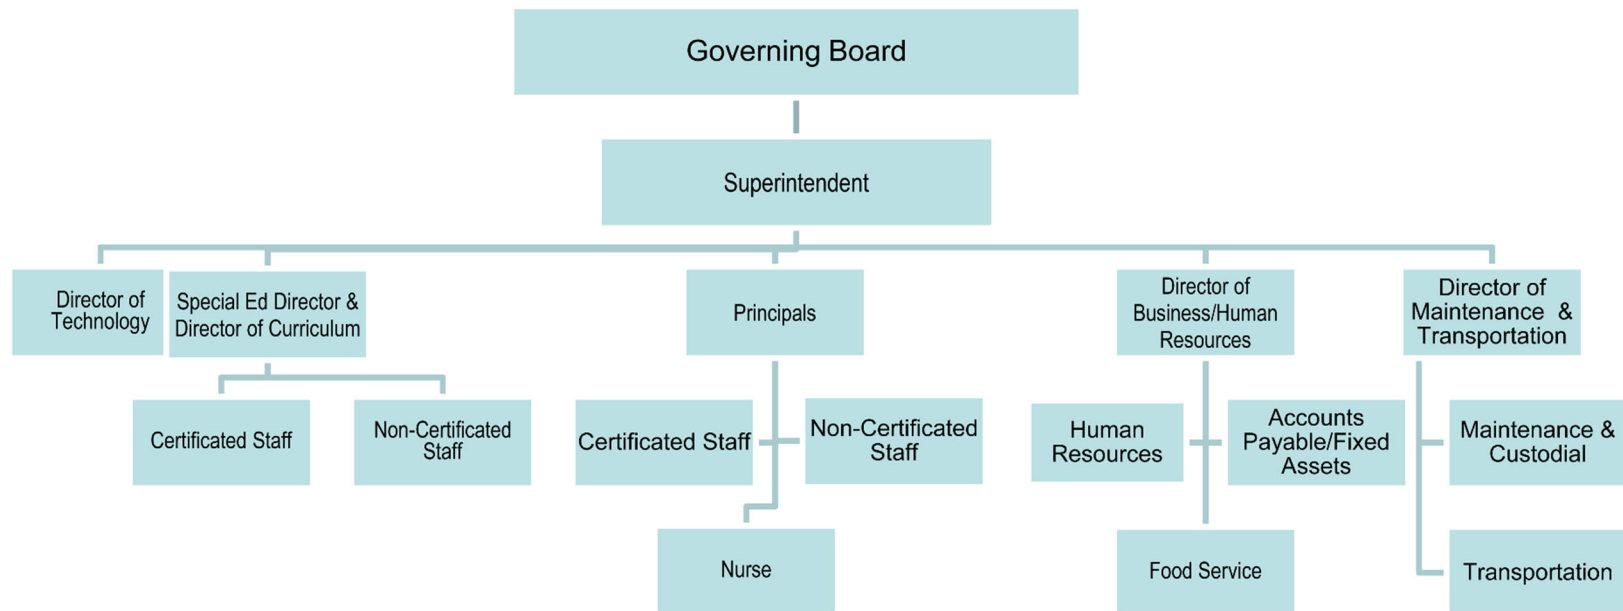 Governing Board
Superintendent
Director of
Technology
Special Ed Director &
Director of Curriculum
Principals
Director of
Business/Human
Resources
Director of
Maintenance &
Transportation
Certificated Staff
Non-Certificated
Staff
Certificated Staff
Non-Certificated
Staff
Human
Resources
Accounts
Payable/Fixed
Assets
Maintenance &
Custodial
Nurse
Food Service
Transportation